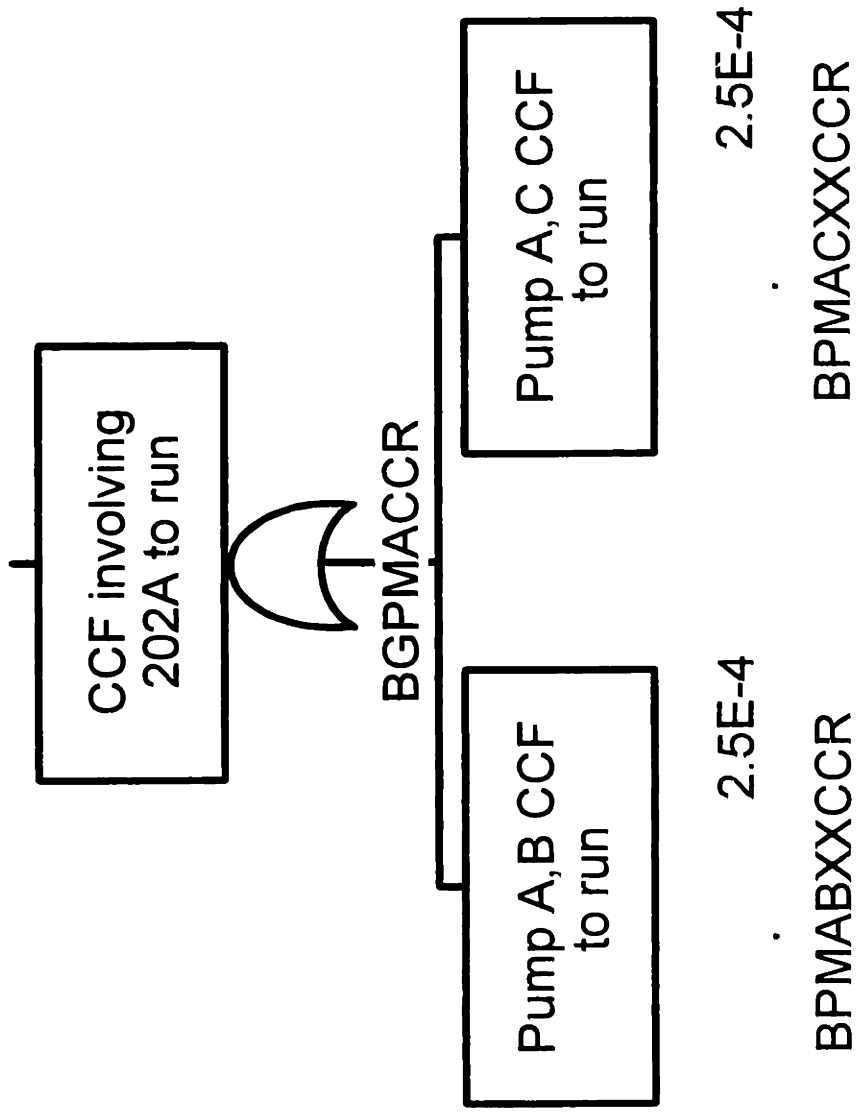 CCF involving
202A to run
BGPMACCR
Pump A,B CCF
to run
2.5E-4
BPMABXXCCR
Pump A,C CCF
to run
2.5E-4
BPMACXXCCR